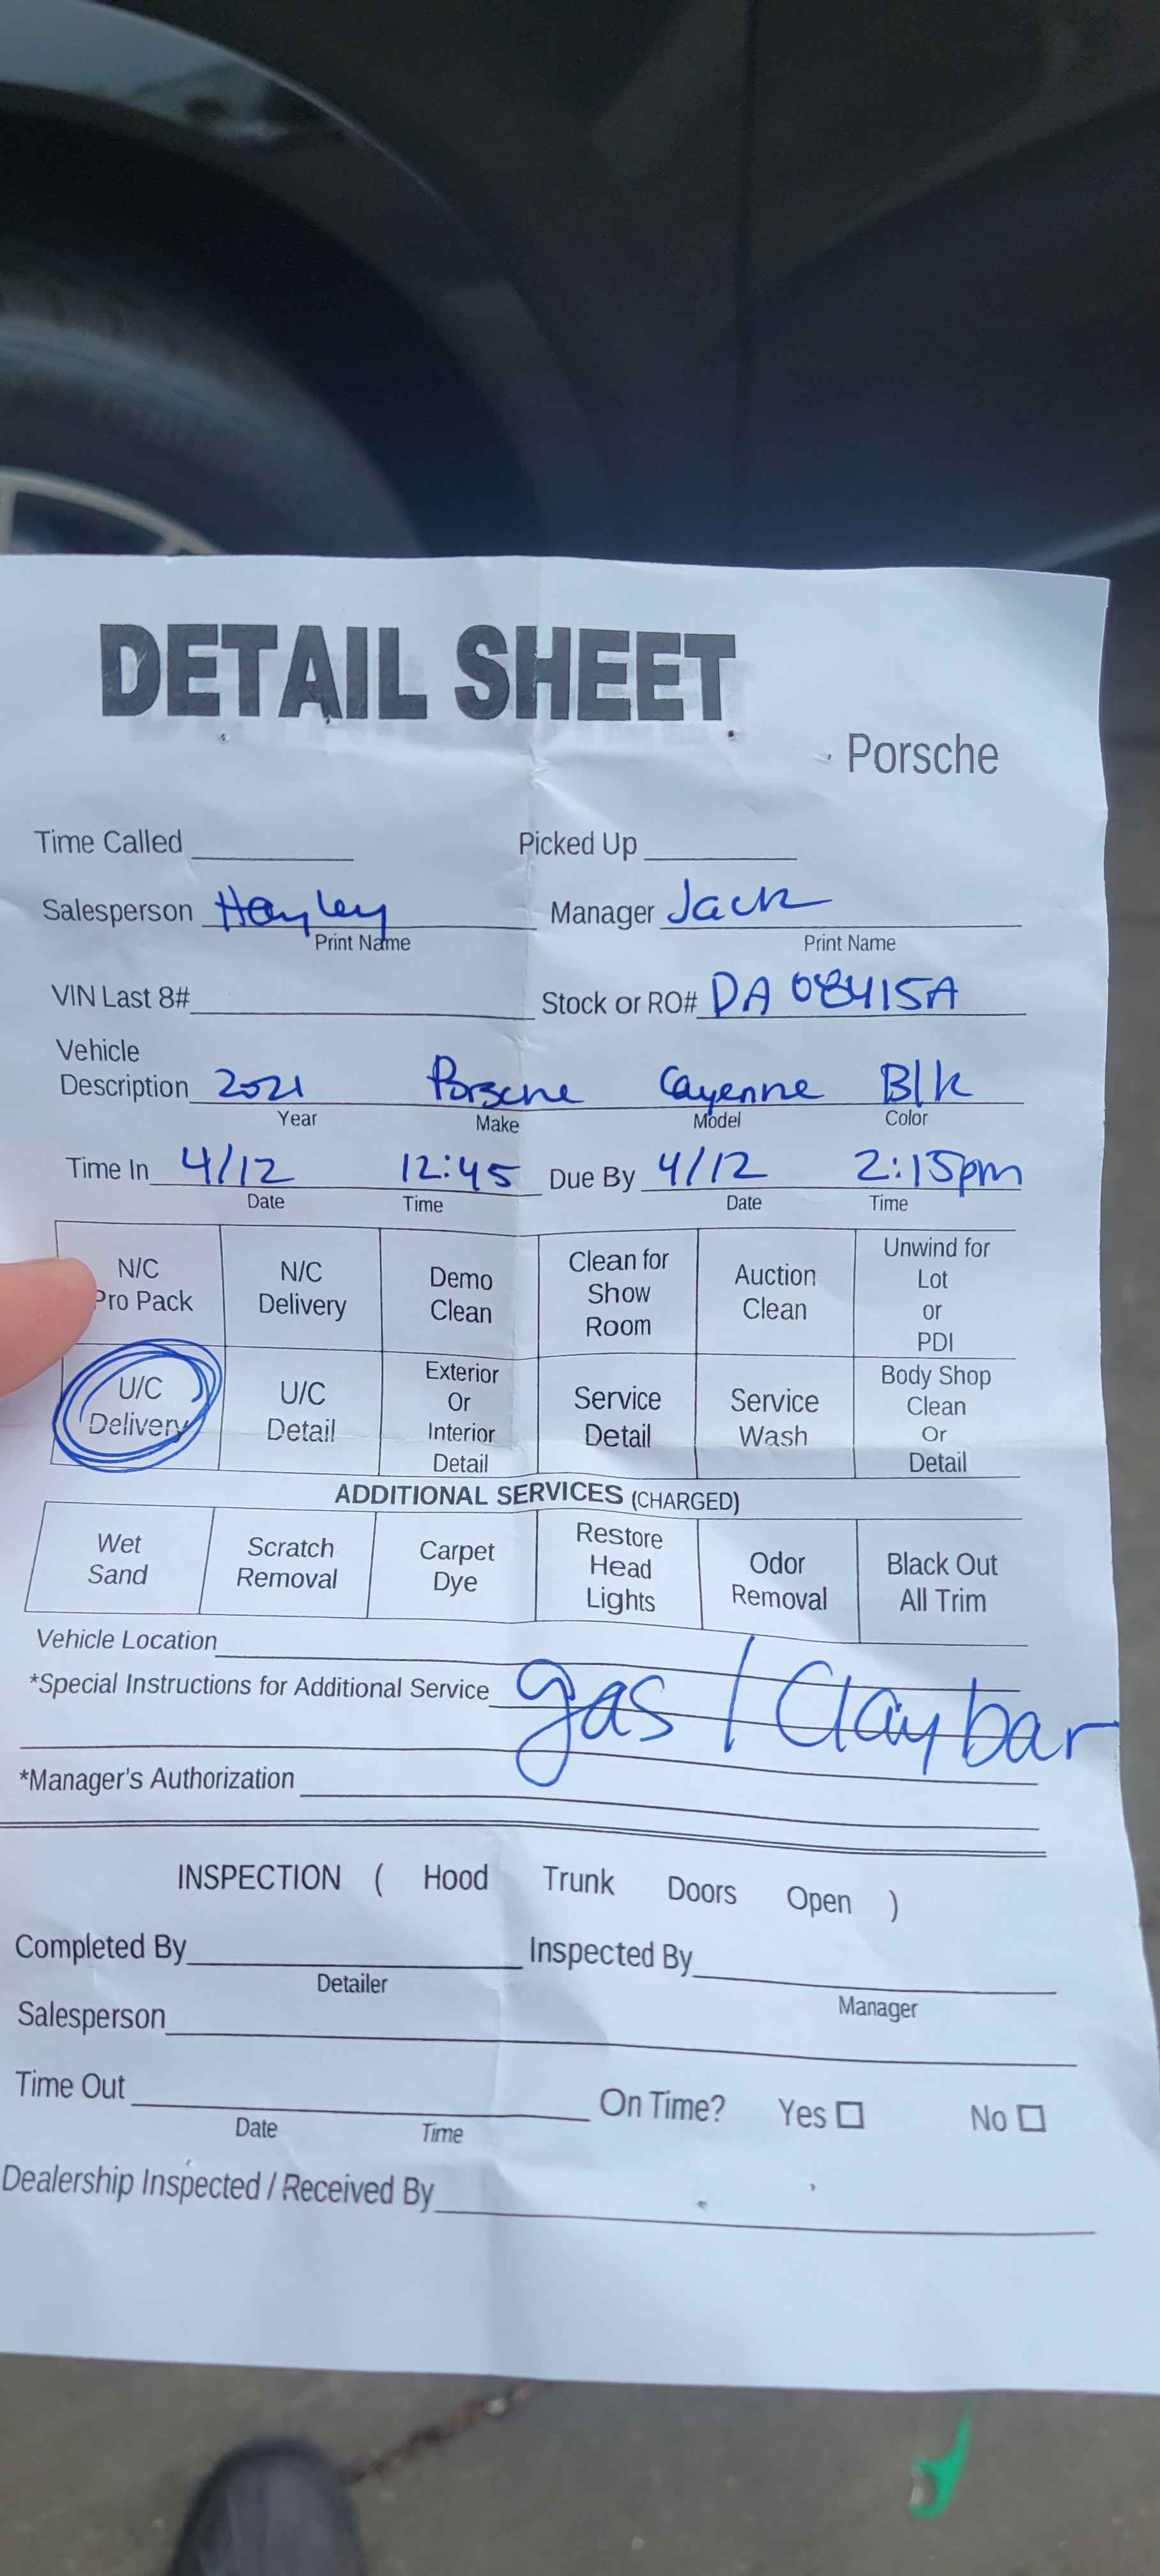 DETAIL SHEET
Porsche
Time Called Picked Up
Salesperson Hayley Manager Jack
Print Name Print Name
VIN Last 8# Stock or RO# DA 08415A
Vehicle
Description 2021 Porsche Cayenne Blk
Year Make Model Color
Time In 4/12 12:45 Due By 4/12 2:15pm
Date Time Date Time
N/C Pro Pack
N/C Delivery
Demo Clean
Clean for Show Room
Auction Clean
Unwind for Lot or PDI
U/C Delivery
U/C Detail
Exterior Or Interior Detail
Service Detail
Service Wash
Body Shop Clean Or Detail
ADDITIONAL SERVICES (CHARGED)
Wet Sand
Scratch Removal
Carpet Dye
Restore Head Lights
Odor Removal
Black Out All Trim
Vehicle Location
*Special Instructions for Additional Service gas / Clay bar
*Manager's Authorization
INSPECTION ( Hood Trunk Doors Open )
Completed By Inspected By
Detailer Manager
Salesperson
Time Out On Time? Yes No
Date Time
Dealership Inspected / Received By